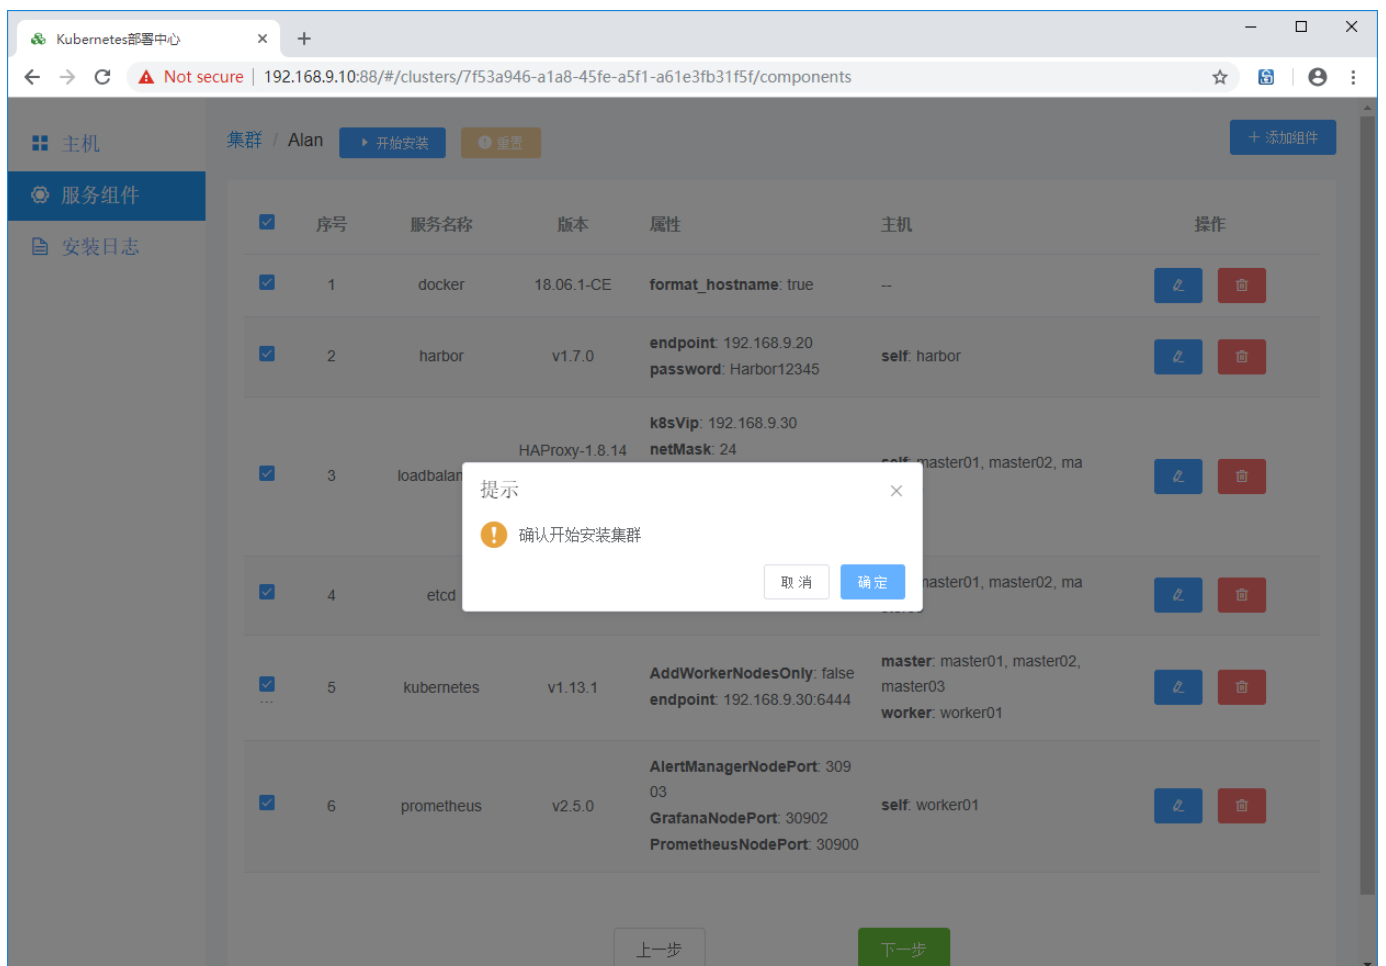 Kubernetes部署中心
Not secure | 192.168.9.10:88/#/clusters/7f53a946-a1a8-45fe-a5f1-a61e3fb31f5f/components
主机
服务组件
安装日志
集群 / Alan 开始安装 重置 + 添加组件
序号 服务名称 版本 属性 主机 操作
1 docker 18.06.1-CE format_hostname: true --
2 harbor v1.7.0 endpoint: 192.168.9.20
password: Harbor12345
self: harbor
3 loadbalan HAProxy-1.8.14
k8sVip: 192.168.9.30
netMask: 24
self: master01, master02, ma
提示
确认开始安装集群
取消 确定
4 etcd master01, master02, ma
5 kubernetes v1.13.1 AddWorkerNodesOnly: false
endpoint: 192.168.9.30:6444
master: master01, master02,
master03
worker: worker01
...
6 prometheus v2.5.0 AlertManagerNodePort: 309
03
GrafanaNodePort: 30902
PrometheusNodePort: 30900
self: worker01
上一步 下一步